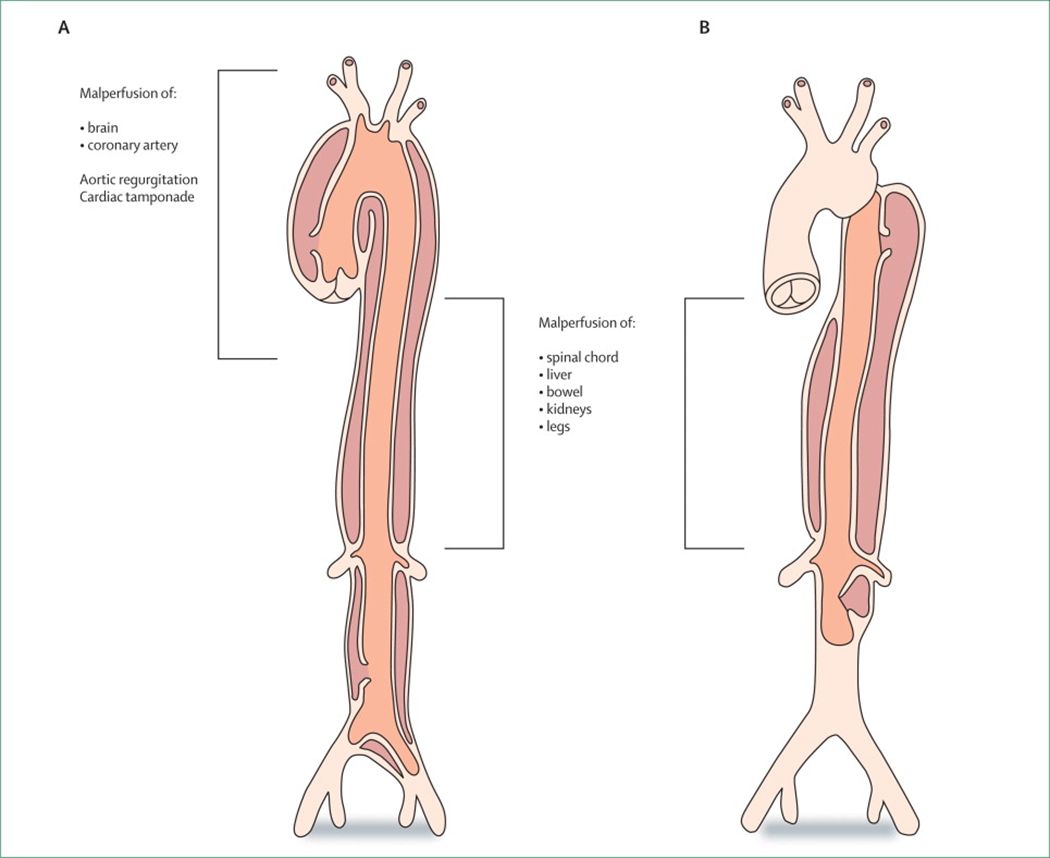 A
B
Malperfusion of:
• brain
• coronary artery
Aortic regurgitation
Cardiac tamponade
Malperfusion of:
• spinal chord
• liver
• bowel
• kidneys
• legs